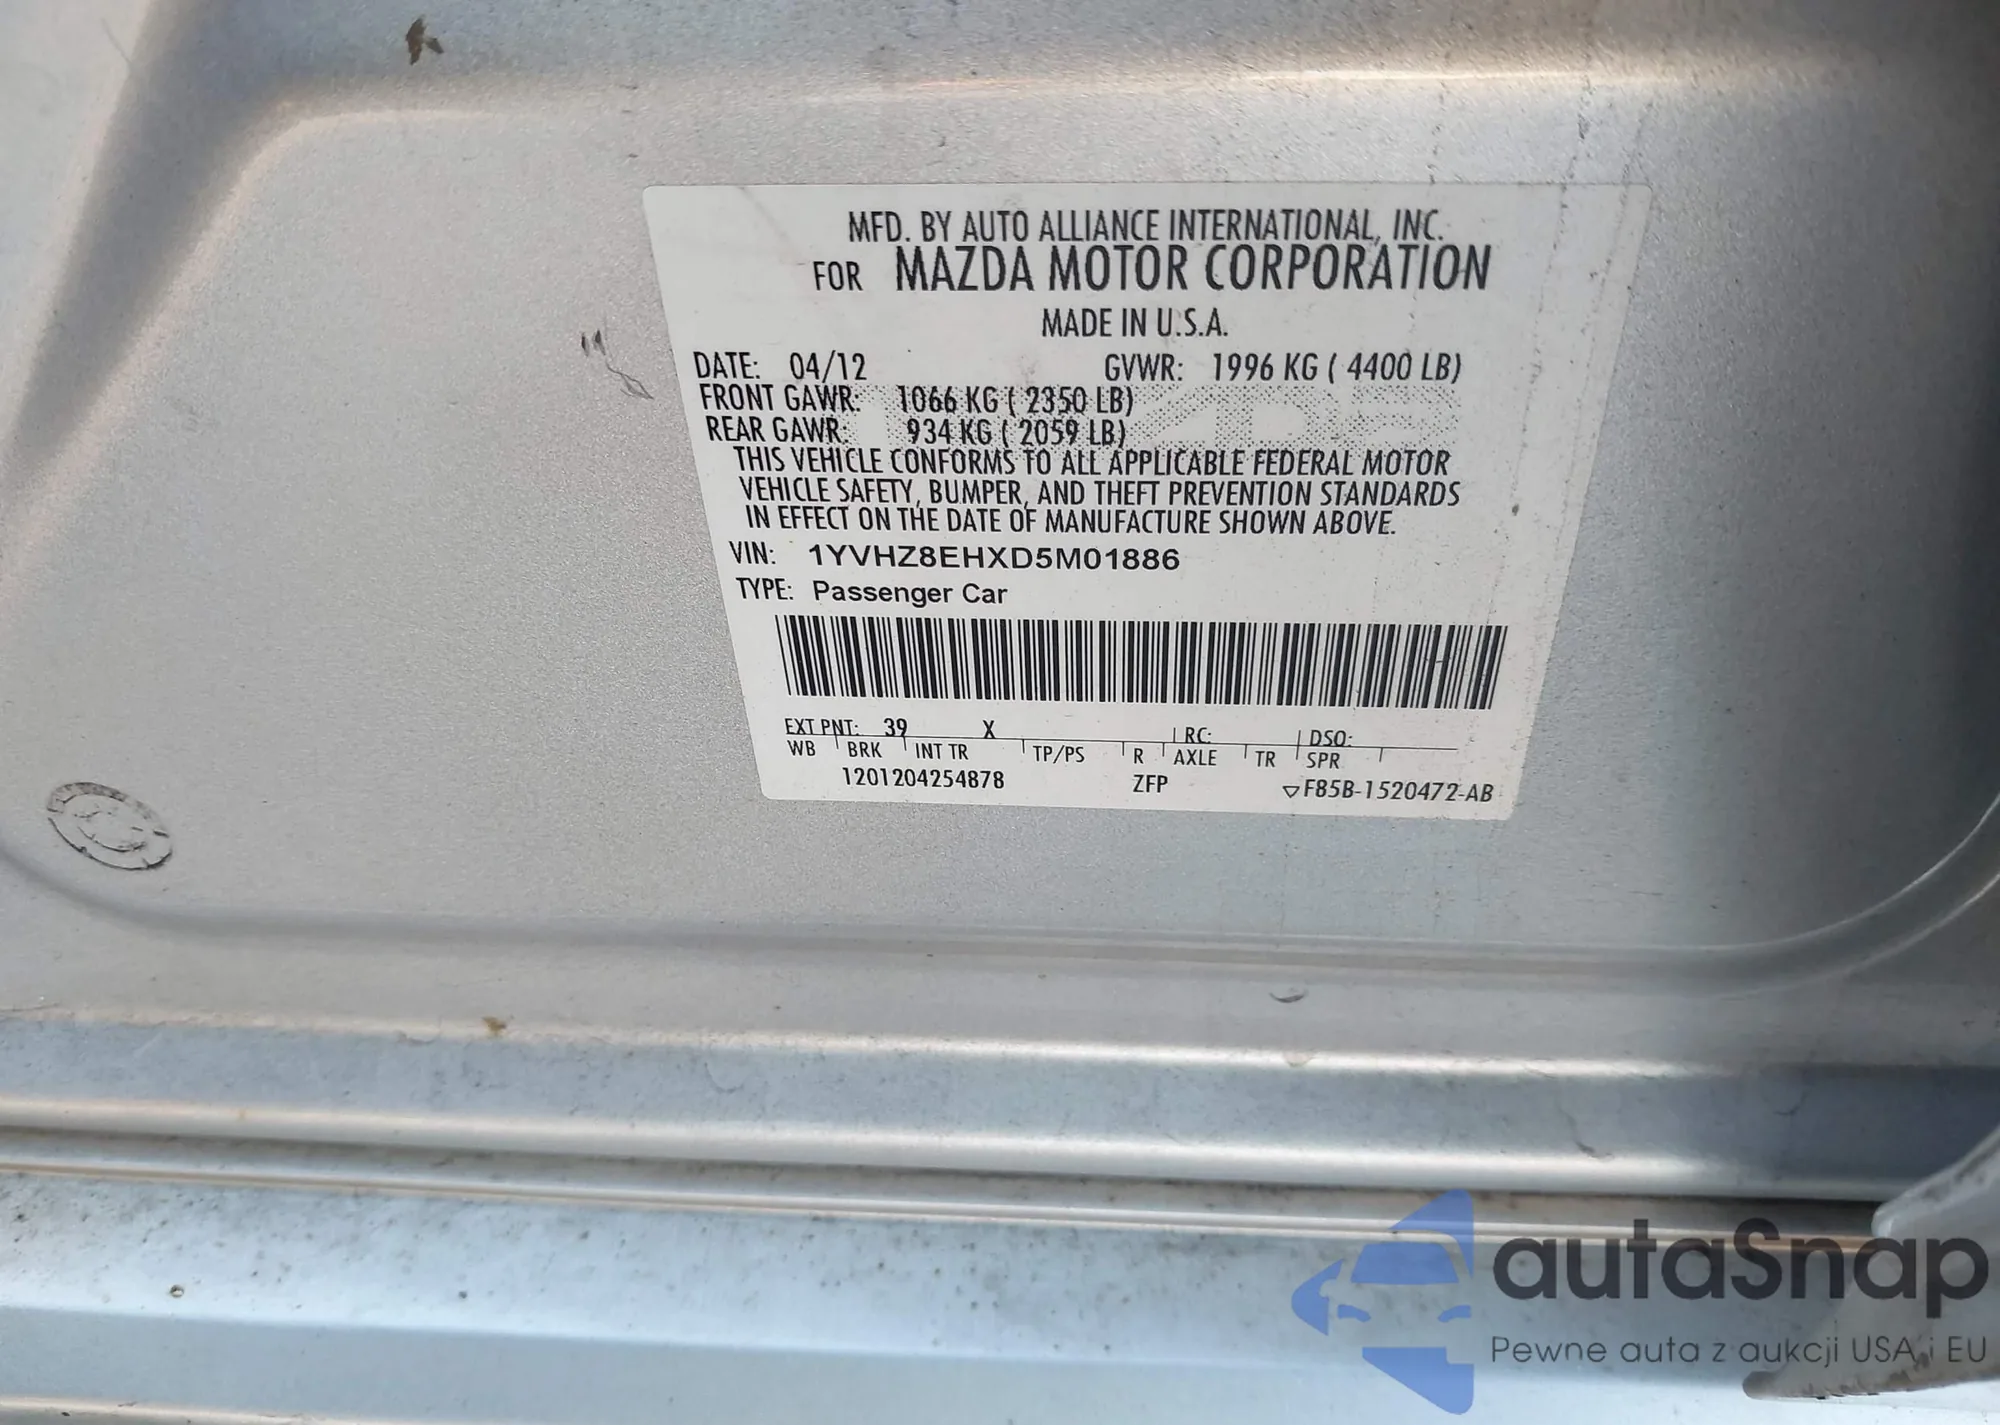 MFD. BY AUTO ALLIANCE INTERNATIONAL, INC.
FOR MAZDA MOTOR CORPORATION
MADE IN U.S.A.
DATE: 04/12 GVWR: 1996 KG ( 4400 LB)
FRONT GAWR: 1066 KG ( 2350 LB)
REAR GAWR: 934 KG ( 2059 LB)
THIS VEHICLE CONFORMS TO ALL APPLICABLE FEDERAL MOTOR
VEHICLE SAFETY, BUMPER, AND THEFT PREVENTION STANDARDS
IN EFFECT ON THE DATE OF MANUFACTURE SHOWN ABOVE.
VIN: 1YVHZ8EHXD5M01886
TYPE: Passenger Car
EXT PNT: 39 X RC: DSO:
WB BRK INT TR TP/PS R AXLE TR SPR
1201204254878 ZFP ▽F85B-1520472-AB
autaSnap
Pewne auta z aukcji USA i EU